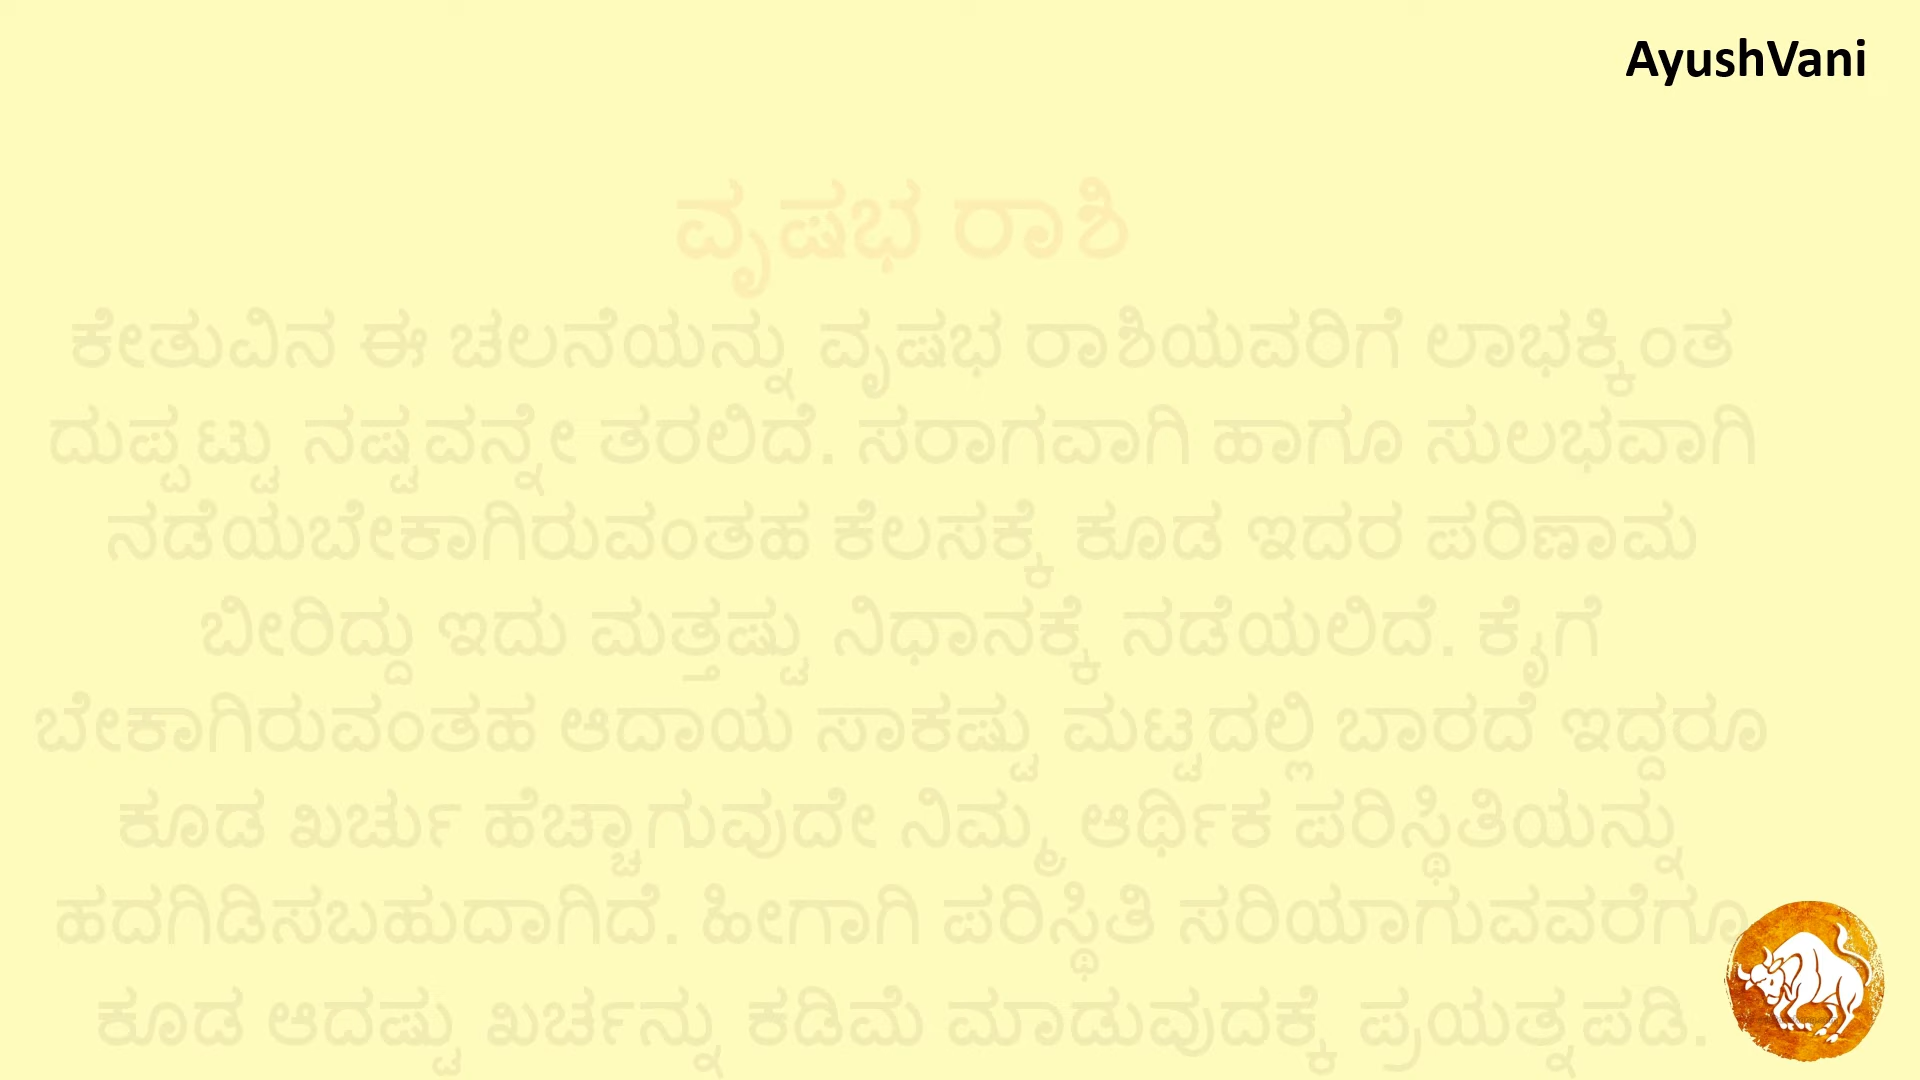 AyushVani
ವೃಷಭ ರಾಶಿ
ಕೇತುವಿನ ಈ ಚಲನೆಯನ್ನು ವೃಷಭ ರಾಶಿಯವರಿಗೆ ಲಾಭಕ್ಕಿಂತ
ದುಪ್ಪಟ್ಟು ನಷ್ಟವನ್ನೇ ತರಲಿದೆ. ಸರಾಗವಾಗಿ ಹಾಗೂ ಸುಲಭವಾಗಿ
ನಡೆಯಬೇಕಾಗಿರುವಂತಹ ಕೆಲಸಕ್ಕೆ ಕೂಡ ಇದರ ಪರಿಣಾಮ
ಬೀರಿದ್ದು ಇದು ಮತ್ತಷ್ಟು ನಿಧಾನಕ್ಕೆ ನಡೆಯಲಿದೆ. ಕೈಗೆ
ಬೇಕಾಗಿರುವಂತಹ ಆದಾಯ ಸಾಕಷ್ಟು ಮಟ್ಟದಲ್ಲಿ ಬಾರದೆ ಇದ್ದರೂ
ಕೂಡ ಖರ್ಚು ಹೆಚ್ಚಾಗುವುದೇ ನಿಮ್ಮ ಆರ್ಥಿಕ ಪರಿಸ್ಥಿತಿಯನ್ನು
ಹದಗಿಡಿಸಬಹುದಾಗಿದೆ. ಹೀಗಾಗಿ ಪರಿಸ್ಥಿತಿ ಸರಿಯಾಗುವವರೆಗೂ
ಕೂಡ ಆದಷ್ಟು ಖರ್ಚನ್ನು ಕಡಿಮೆ ಮಾಡುವುದಕ್ಕೆ ಪ್ರಯತ್ನಪಡಿ.